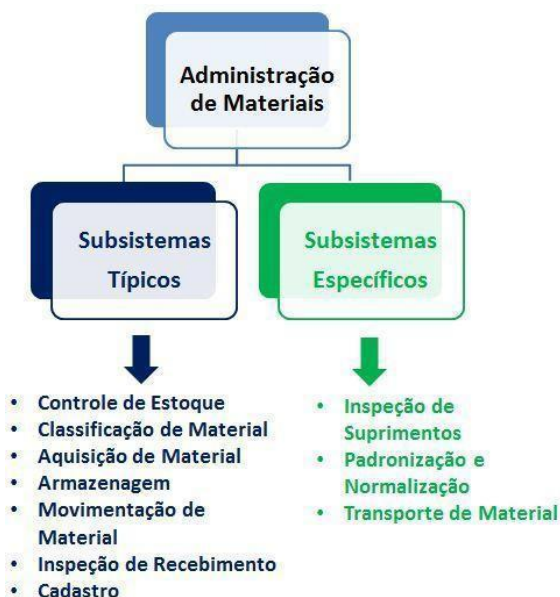 Administração
de Materiais
Subsistemas
Típicos
Subsistemas
Específicos
• Controle de Estoque
• Classificação de Material
• Aquisição de Material
• Armazenagem
• Movimentação de
Material
• Inspeção de Recebimento
• Cadastro
• Inspeção de
Suprimentos
• Padronização e
Normalização
• Transporte de Material